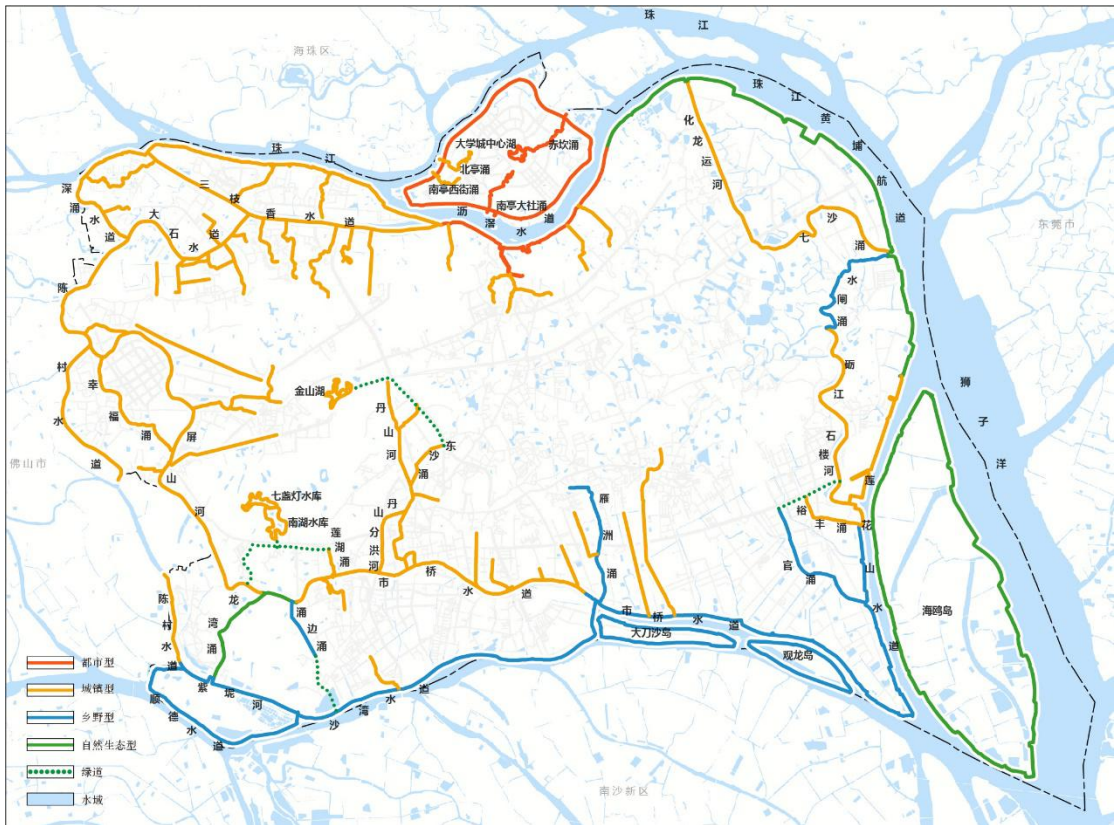 珠江
海珠区
珠江黄埔航道
大学城中心湖
赤坎涌
北亭涌
南亭西街涌
南亭大社涌
沥滘水道
化龙运河
珠江
三枝香水道
深涌水道
大石水道
东莞市
七沙涌
水闸涌
砺江
石楼河
陈村水道
幸福涌
屏山河
金山湖
丹山河
东沙涌
丹山分洪河
狮子洋
佛山市
七盏灯水库
南湖水库
莲湖涌
市桥水道
雁洲涌
裕丰涌
官涌
莲花山水道
海鸥岛
陈村水道
龙湾涌
涌边涌
市桥水道
大刀沙岛
观龙岛
紫坭河
顺德水道
沙湾水道
南沙新区
都市型
城镇型
乡野型
自然生态型
绿道
水域